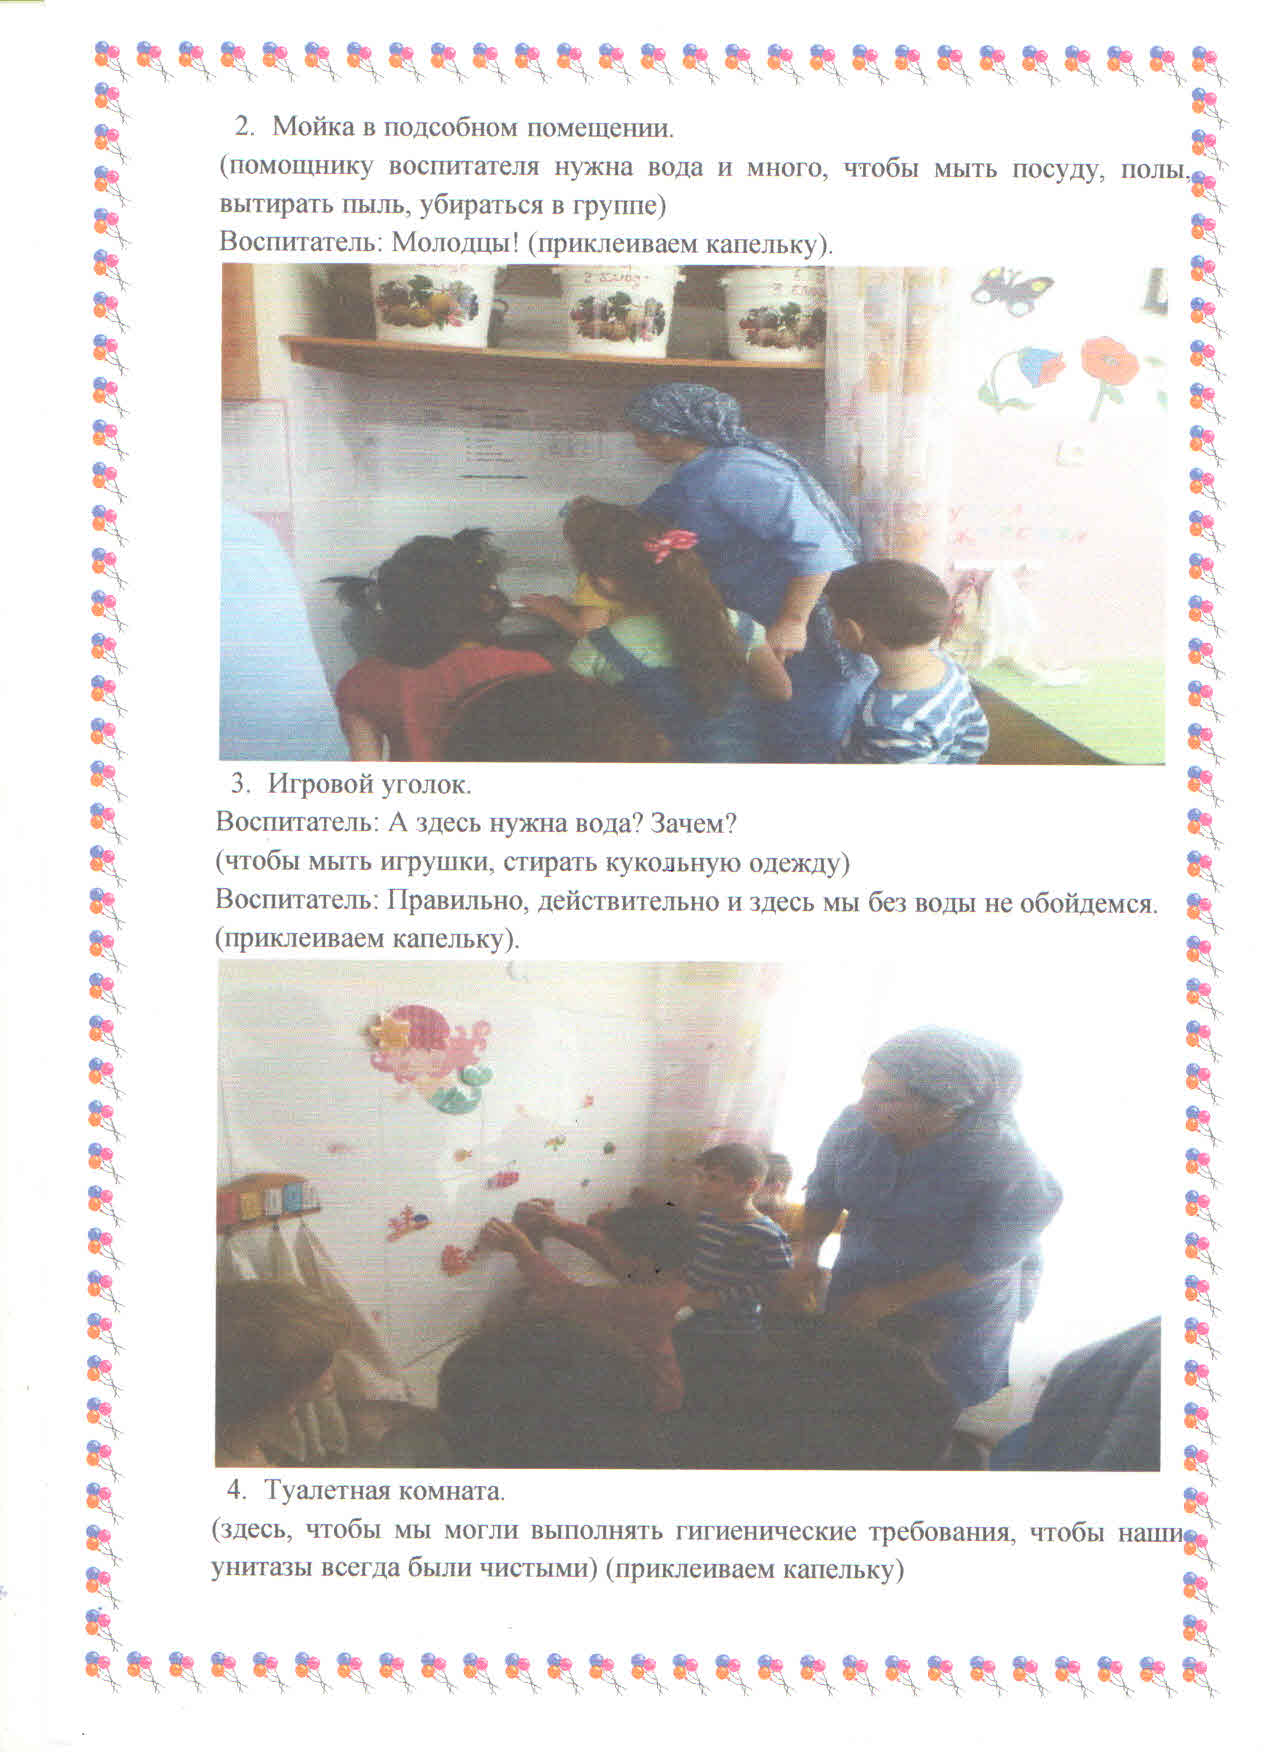 2. Мойка в подсобном помещении.
(помощнику воспитателя нужна вода и много, чтобы мыть посуду, полы,
вытирать пыль, убираться в группе)
Воспитатель: Молодцы! (приклеиваем капельку).
2 блюдо
3. Игровой уголок.
Воспитатель: А здесь нужна вода? Зачем?
(чтобы мыть игрушки, стирать кукольную одежду)
Воспитатель: Правильно, действительно и здесь мы без воды не обойдемся.
(приклеиваем капельку).
4. Туалетная комната.
(здесь, чтобы мы могли выполнять гигиенические требования, чтобы наши
унитазы всегда были чистыми) (приклеиваем капельку)